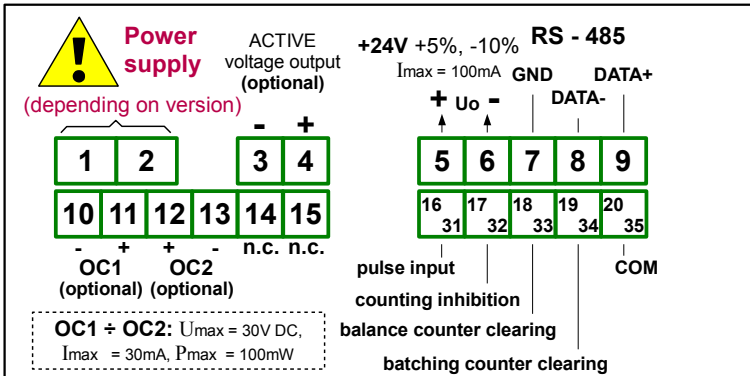 Power supply
(depending on version)
ACTIVE
voltage output
(optional)
- +
+24V +5%, -10%
Imax = 100mA
+ Uo -
RS - 485
GND DATA+
DATA-
1 2 3 4 5 6 7 8 9
10 11 12 13 14 15
16 31 17 32 18 33 19 34 20 35
- + + - n.c. n.c.
OC1 OC2
(optional) (optional)
pulse input
COM
counting inhibition
balance counter clearing
batching counter clearing
OC1 ÷ OC2: Umax = 30V DC,
Imax = 30mA, Pmax = 100mW